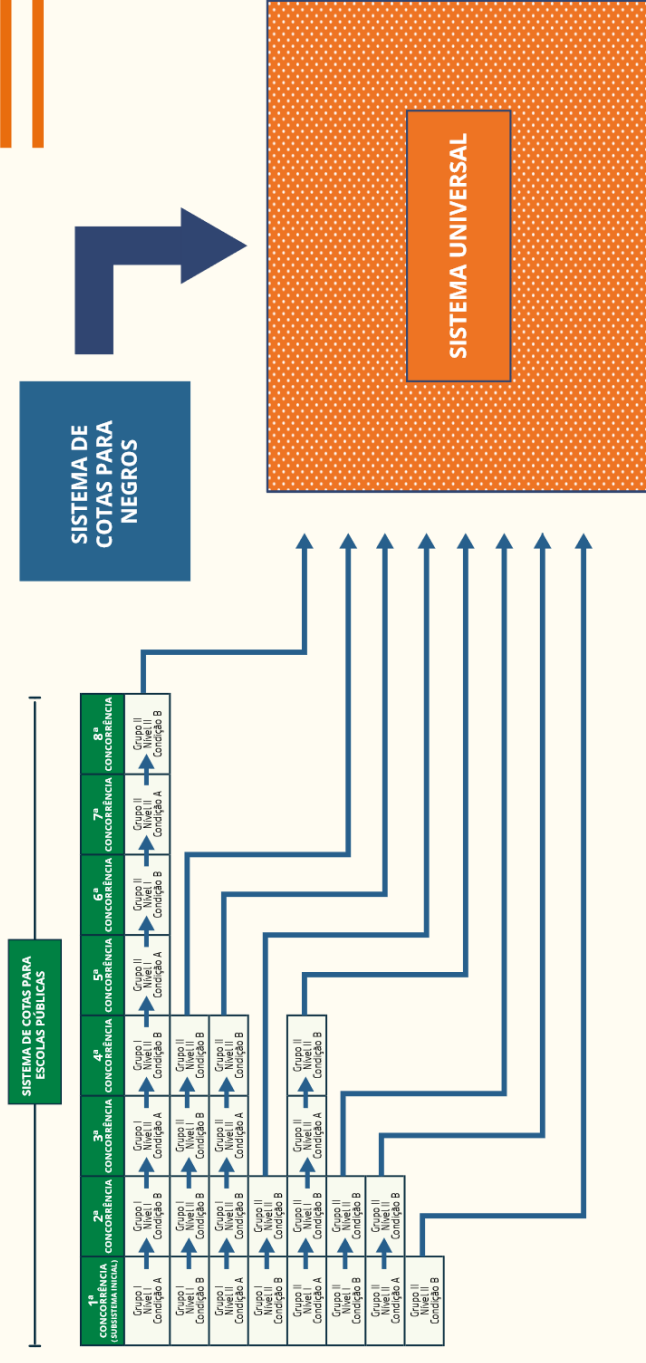 SISTEMA DE COTAS PARA
ESCOLAS PÚBLICAS
1ª
CONCORRÊNCIA
(SUBSISTEMA INICIAL)
2ª
CONCORRÊNCIA
3ª
CONCORRÊNCIA
4ª
CONCORRÊNCIA
5ª
CONCORRÊNCIA
6ª
CONCORRÊNCIA
7ª
CONCORRÊNCIA
8ª
CONCORRÊNCIA
Grupo I
Nível I
Condição A
Grupo I
Nível I
Condição B
Grupo I
Nível II
Condição A
Grupo I
Nível II
Condição B
Grupo II
Nível I
Condição A
Grupo II
Nível I
Condição B
Grupo II
Nível II
Condição A
Grupo II
Nível II
Condição B
Grupo I
Nível I
Condição B
Grupo I
Nível II
Condição B
Grupo II
Nível I
Condição B
Grupo II
Nível II
Condição B
Grupo I
Nível II
Condição A
Grupo I
Nível II
Condição B
Grupo II
Nível II
Condição A
Grupo II
Nível II
Condição B
Grupo I
Nível II
Condição B
Grupo II
Nível II
Condição B
Grupo II
Nível I
Condição A
Grupo II
Nível I
Condição B
Grupo II
Nível II
Condição A
Grupo II
Nível II
Condição B
Grupo II
Nível I
Condição B
Grupo II
Nível II
Condição B
Grupo II
Nível II
Condição A
Grupo II
Nível II
Condição B
Grupo II
Nível II
Condição B
SISTEMA DE
COTAS PARA
NEGROS
SISTEMA UNIVERSAL